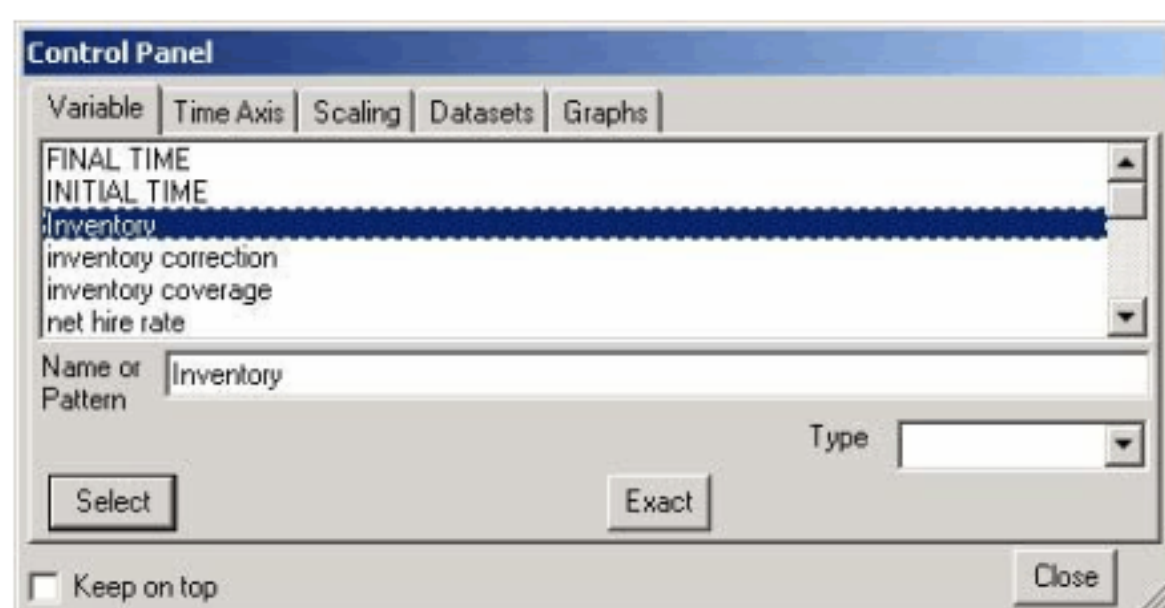 Control Panel
Variable Time Axis Scaling Datasets Graphs
FINAL TIME
INITIAL TIME
Inventory
inventory correction
inventory coverage
net hire rate
Name or
Pattern
Inventory
Type
Select Exact
Keep on top Close